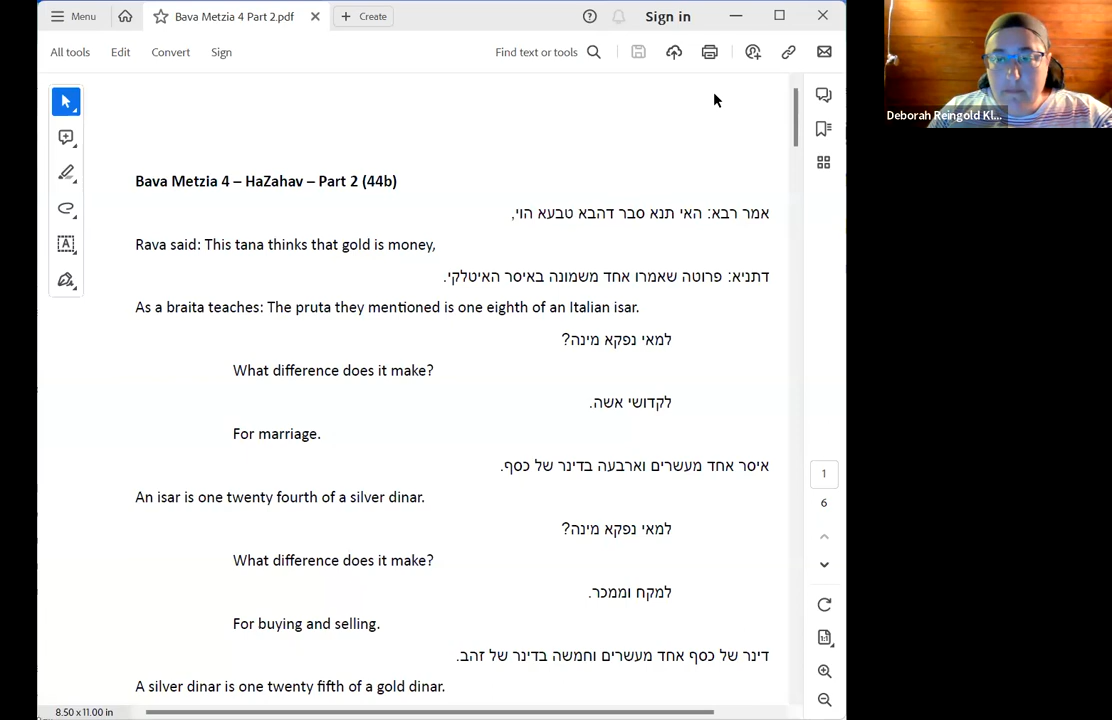 Menu
Bava Metzia 4 Part 2.pdf
Create
Sign in
All tools
Edit
Convert
Sign
Find text or tools
Deborah Reingold Kl...
Bava Metzia 4 – HaZahav – Part 2 (44b)
אמר רבא: האי תנא סבר דהבא טבעא הוי,
Rava said: This tana thinks that gold is money,
דתניא: פרוטה שאמרו אחד משמונה באיסר האיטלקי.
As a braita teaches: The pruta they mentioned is one eighth of an Italian isar.
למאי נפקא מינה?
What difference does it make?
לקדושי אשה.
For marriage.
איסר אחד מעשרים וארבעה בדינר של כסף.
An isar is one twenty fourth of a silver dinar.
למאי נפקא מינה?
What difference does it make?
למקח וממכר.
For buying and selling.
דינר של כסף אחד מעשרים וחמשה בדינר של זהב.
A silver dinar is one twenty fifth of a gold dinar.
1
6
8.50 x 11.00 in